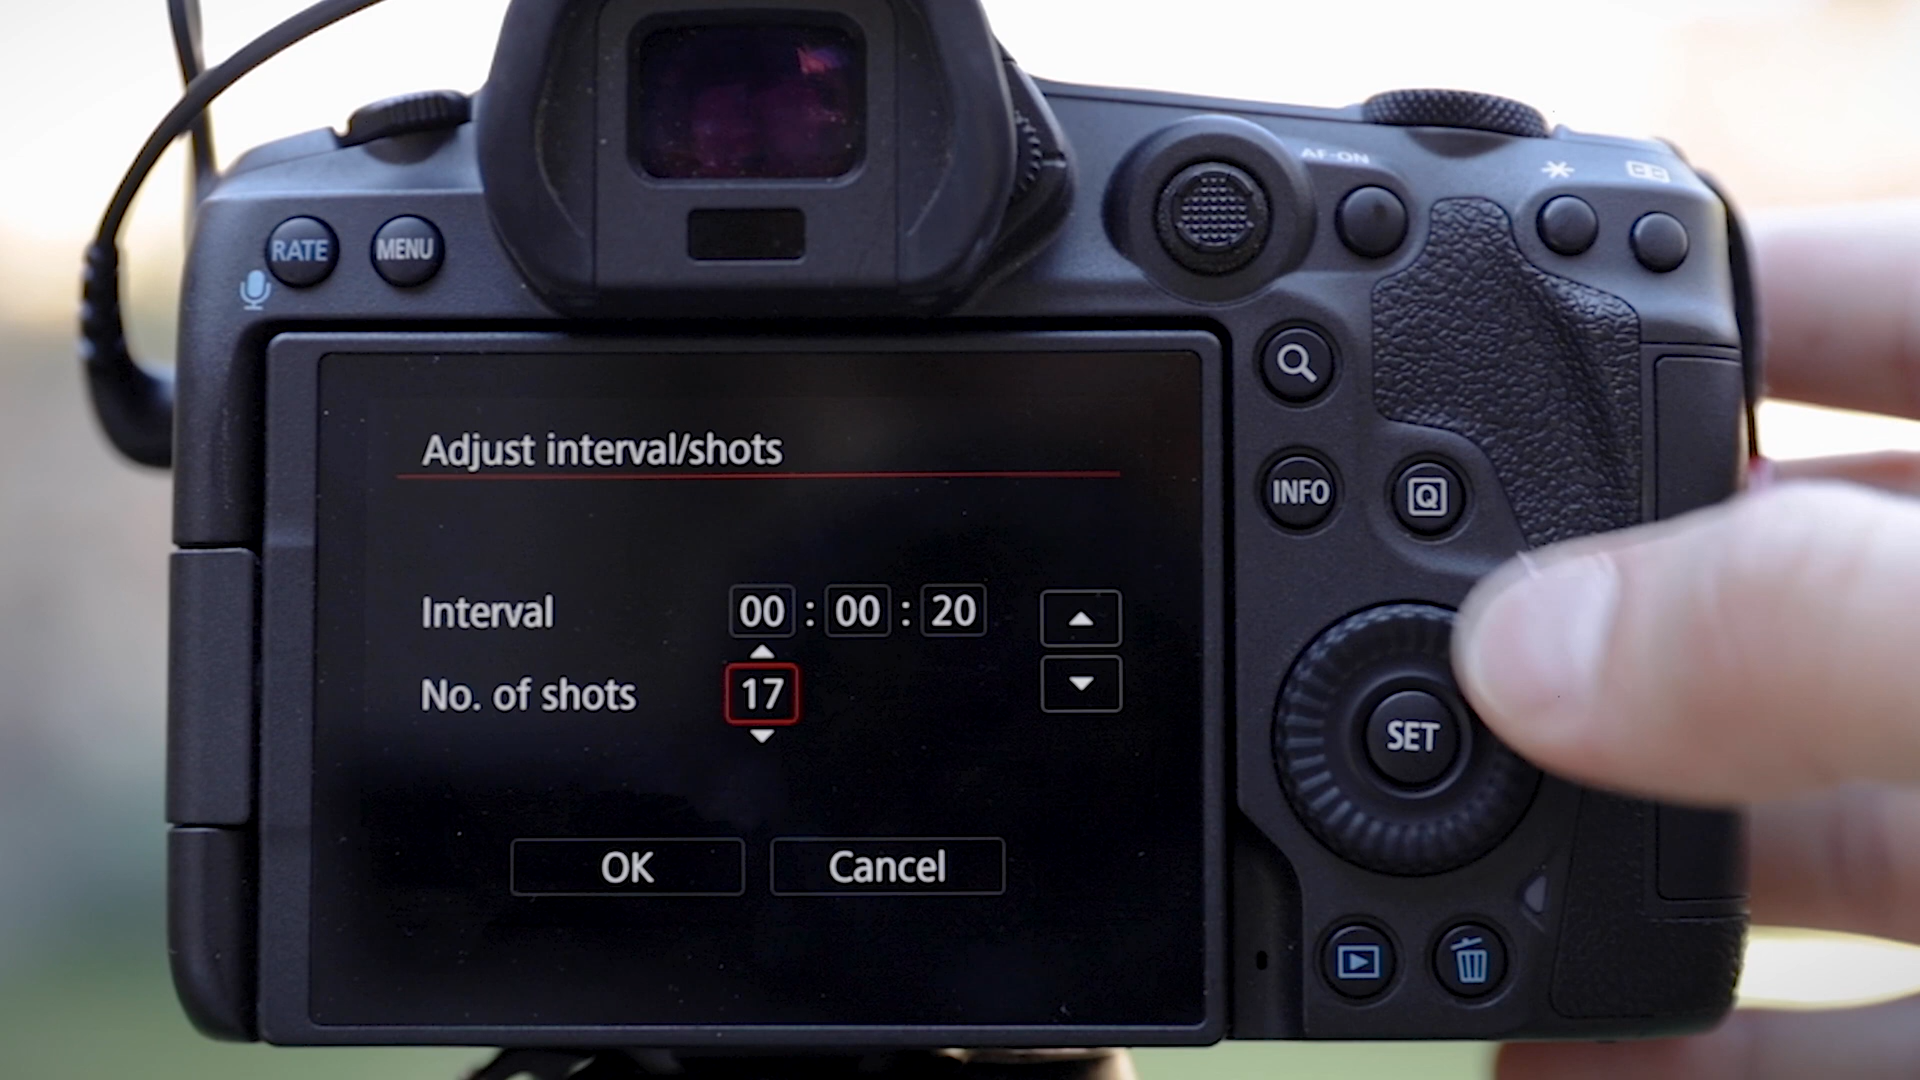 AF-ON
RATE
MENU
Adjust interval/shots
INFO
Q
Interval 00 : 00 : 20
No. of shots 17
SET
OK Cancel